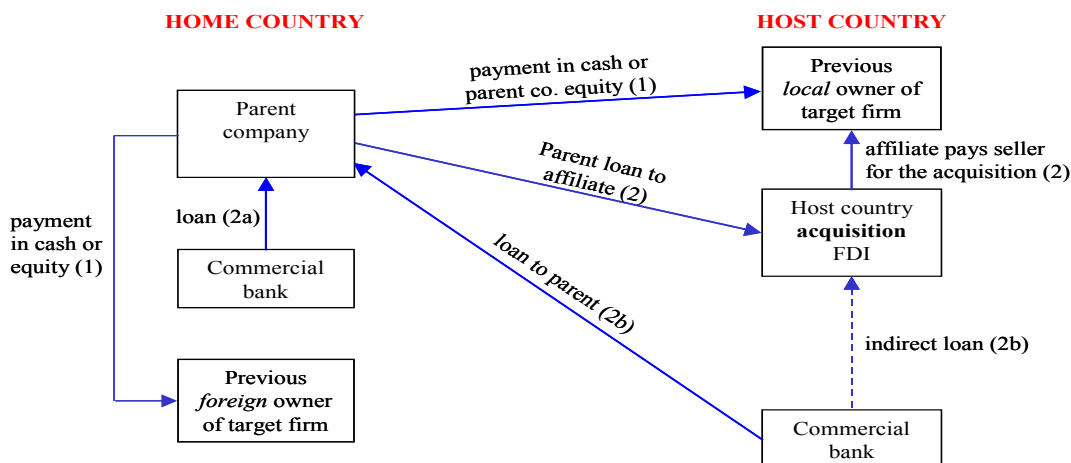 HOME COUNTRY
HOST COUNTRY
payment in cash or
parent co. equity (1)
Previous
local owner of
target firm
Parent
company
affiliate pays seller
for the acquisition (2)
Parent loan to
affiliate (2)
payment
in cash or
equity (1)
loan (2a)
Host country
acquisition
FDI
Commercial
bank
loan to parent (2b)
indirect loan (2b)
Previous
foreign owner
of target firm
Commercial
bank